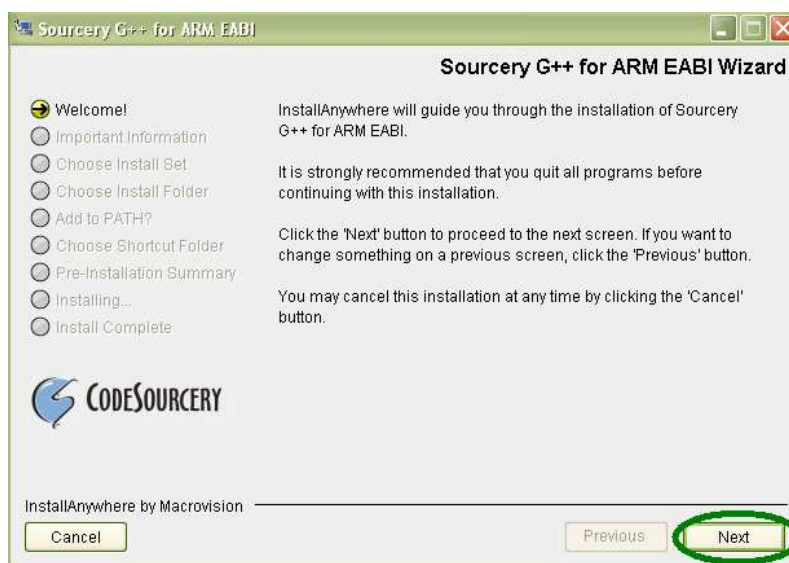 Sourcery G++ for ARM EABI
Sourcery G++ for ARM EABI Wizard
Welcome!
Important Information
Choose Install Set
Choose Install Folder
Add to PATH?
Choose Shortcut Folder
Pre-Installation Summary
Installing...
Install Complete
InstallAnywhere will guide you through the installation of Sourcery
G++ for ARM EABI.
It is strongly recommended that you quit all programs before
continuing with this installation.
Click the 'Next' button to proceed to the next screen. If you want to
change something on a previous screen, click the 'Previous' button.
You may cancel this installation at any time by clicking the 'Cancel'
button.
CODESOURCERY
InstallAnywhere by Macrovision
Cancel
Previous
Next